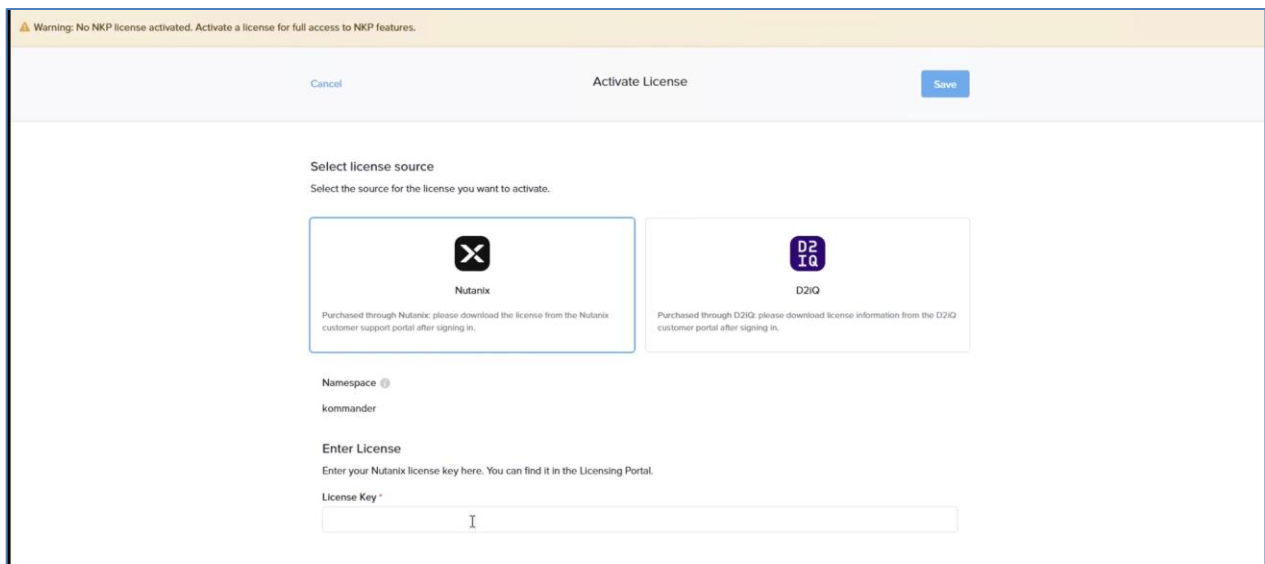 Warning: No NKP license activated. Activate a license for full access to NKP features.
Cancel
Activate License
Save
Select license source
Select the source for the license you want to activate.
Nutanix
Purchased through Nutanix: please download the license from the Nutanix
customer support portal after signing in.
D2
IQ
D2iQ
Purchased through D2iQ: please download license information from the D2iQ
customer portal after signing in.
Namespace
kommander
Enter License
Enter your Nutanix license key here. You can find it in the Licensing Portal.
License Key *